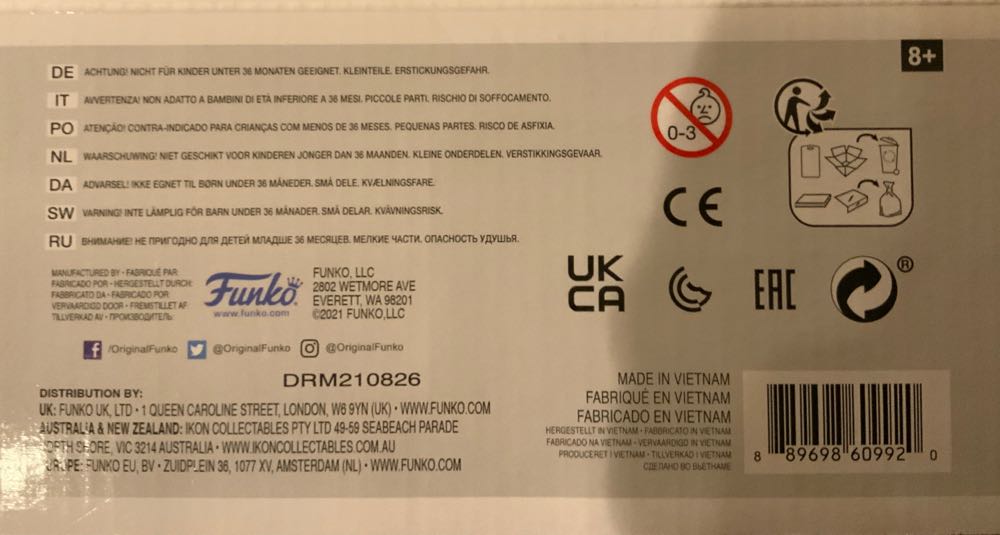 8+
DE ACHTUNG! NICHT FÜR KINDER UNTER 36 MONATEN GEEIGNET. KLEINTEILE. ERSTICKUNGSGEFAHR.
IT AVVERTENZA! NON ADATTO A BAMBINI DI ETÀ INFERIORE A 36 MESI. PICCOLE PARTI. RISCHIO DI SOFFOCAMENTO.
PO ATENÇÃO! CONTRA-INDICADO PARA CRIANÇAS COM MENOS DE 36 MESES. PEQUENAS PARTES. RISCO DE ASFIXIA.
NL WAARSCHUWING! NIET GESCHIKT VOOR KINDEREN JONGER DAN 36 MAANDEN. KLEINE ONDERDELEN. VERSTIKKINGSGEVAAR.
DA ADVARSEL! IKKE EGNET TIL BØRN UNDER 36 MÅNEDER. SMÅ DELE. KVÆLNINGSFARE.
SW VARNING! INTE LÄMPLIG FÖR BARN UNDER 36 MÅNADER. SMÅ DELAR. KVÄVNINGSRISK.
RU ВНИМАНИЕ! НЕ ПРИГОДНО ДЛЯ ДЕТЕЙ МЛАДШЕ 36 МЕСЯЦЕВ. МЕЛКИЕ ЧАСТИ. ОПАСНОСТЬ УДУШЬЯ.
0-3
CE
MANUFACTURED BY • FABRIQUÉ PAR:
FABRICADO POR • HERGESTELLT DURCH:
FABBRICATO DA • FABRICADO POR:
VERVAARDIGD DOOR • FREMSTILLET AF:
TILLVERKAD AV • ПРОИЗВОДИТЕЛЬ:
Funko
www.funko.com
FUNKO, LLC
2802 WETMORE AVE
EVERETT, WA 98201
©2021 FUNKO,LLC
UK
CA
EAC
®
/OriginalFunko @OriginalFunko @OriginalFunko
DRM210826
DISTRIBUTION BY:
UK: FUNKO UK, LTD • 1 QUEEN CAROLINE STREET, LONDON, W6 9YN (UK) • WWW.FUNKO.COM
AUSTRALIA & NEW ZEALAND: IKON COLLECTABLES PTY LTD 49-59 SEABEACH PARADE
NORTH SHORE, VIC 3214 AUSTRALIA • WWW.IKONCOLLECTABLES.COM.AU
EUROPE: FUNKO EU, BV • ZUIDPLEIN 36, 1077 XV, AMSTERDAM (NL) • WWW.FUNKO.COM
MADE IN VIETNAM
FABRIQUÉ EN VIETNAM
FABRICADO EN VIETNAM
HERGESTELLT IN VIETNAM • FABBRICATO IN VIETNAM
FABRICADO NA VIETNAM • VERVAARDIGD IN VIETNAM
PRODUCERET I VIETNAM • TILLVERKAD I VIETNAM
СДЕЛАНО ВО ВЬЕТНАМЕ
8 89698 60992 0